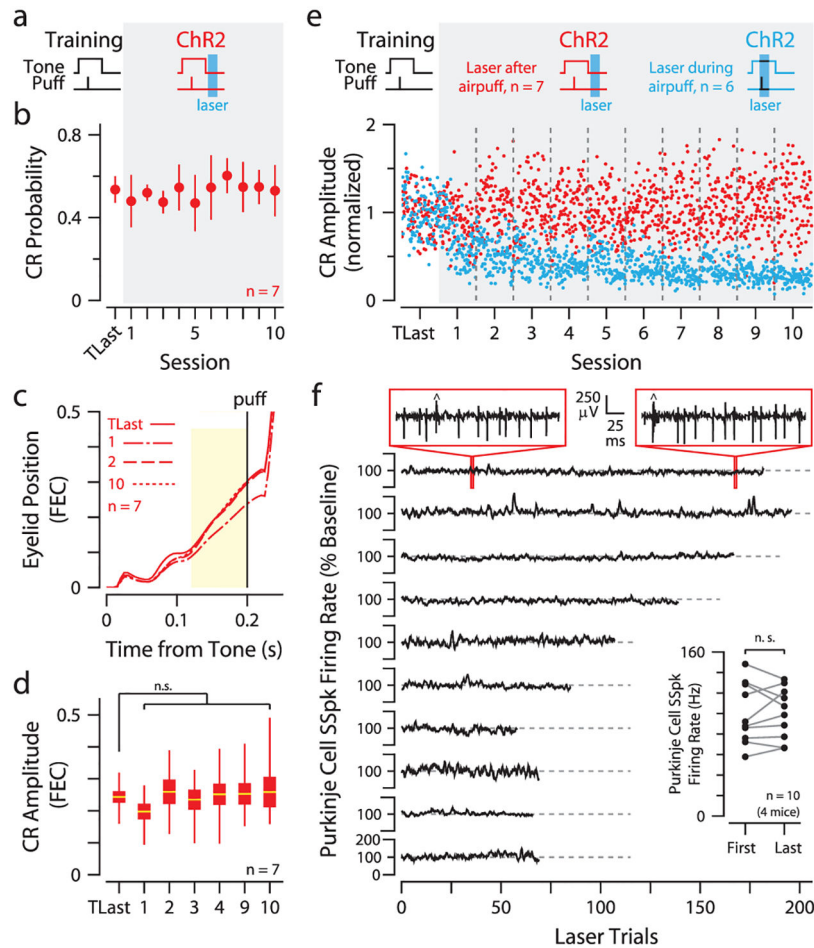 a
Training
Tone
Puff
ChR2
laser
b
0.8
0.4
0
CR Probability
n = 7
TLast
1
5
10
Session
c
0.5
0
Eyelid Position
(FEC)
puff
TLast
1
2
10
n = 7
0
0.1
0.2
Time from Tone (s)
d
n.s.
0.5
0
CR Amplitude
(FEC)
n = 7
TLast 1 2 3 4 9 10
e
Training
Tone
Puff
ChR2
Laser after
airpuff, n = 7
laser
ChR2
Laser during
airpuff, n = 6
laser
2
1
0
CR Amplitude
(normalized)
TLast 1 2 3 4 5 6 7 8 9 10
Session
f
^
250
µV
25
ms
^
Purkinje Cell SSpk Firing Rate (% Baseline)
100
100
100
100
100
100
100
100
100
200
100
0
0 25 50 75 100 125 150 175 200
Laser Trials
n. s.
160
0
Purkinje Cell SSpk
Firing Rate (Hz)
n = 10
(4 mice)
First Last